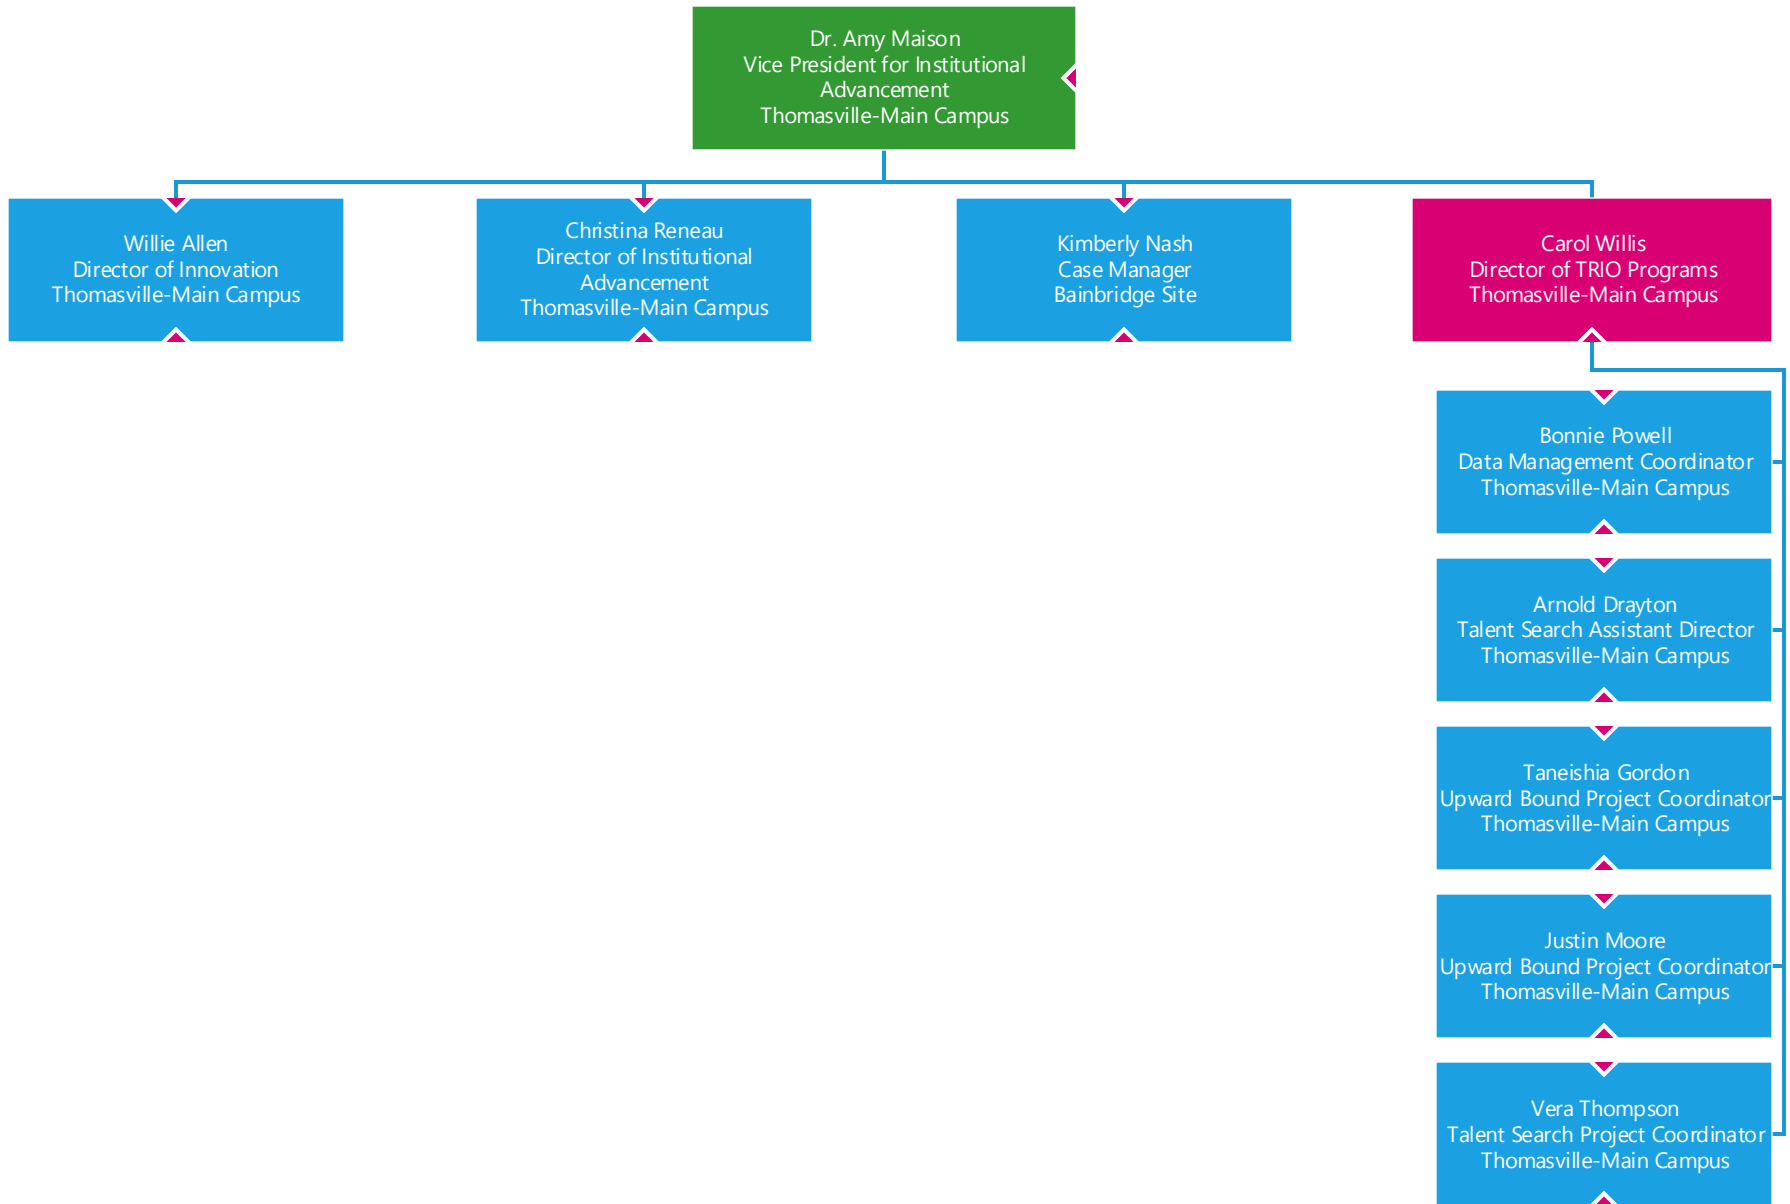 Dr. Amy Maison
Vice President for Institutional
Advancement
Thomasville-Main Campus
Willie Allen
Director of Innovation
Thomasville-Main Campus
Christina Reneau
Director of Institutional
Advancement
Thomasville-Main Campus
Kimberly Nash
Case Manager
Bainbridge Site
Carol Willis
Director of TRIO Programs
Thomasville-Main Campus
Bonnie Powell
Data Management Coordinator
Thomasville-Main Campus
Arnold Drayton
Talent Search Assistant Director
Thomasville-Main Campus
Taneishia Gordon
Upward Bound Project Coordinator
Thomasville-Main Campus
Justin Moore
Upward Bound Project Coordinator
Thomasville-Main Campus
Vera Thompson
Talent Search Project Coordinator
Thomasville-Main Campus